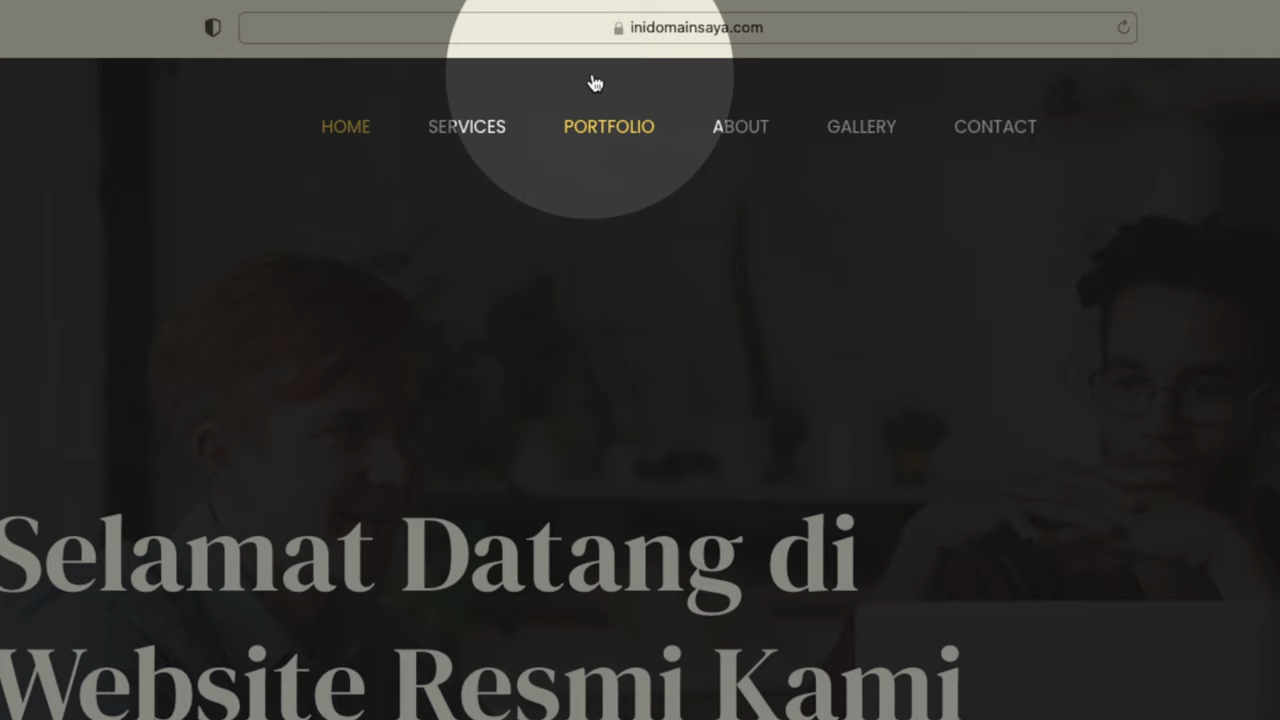 inidomainsaya.com
HOME SERVICES PORTFOLIO ABOUT GALLERY CONTACT
Selamat Datang di
Website Resmi Kami